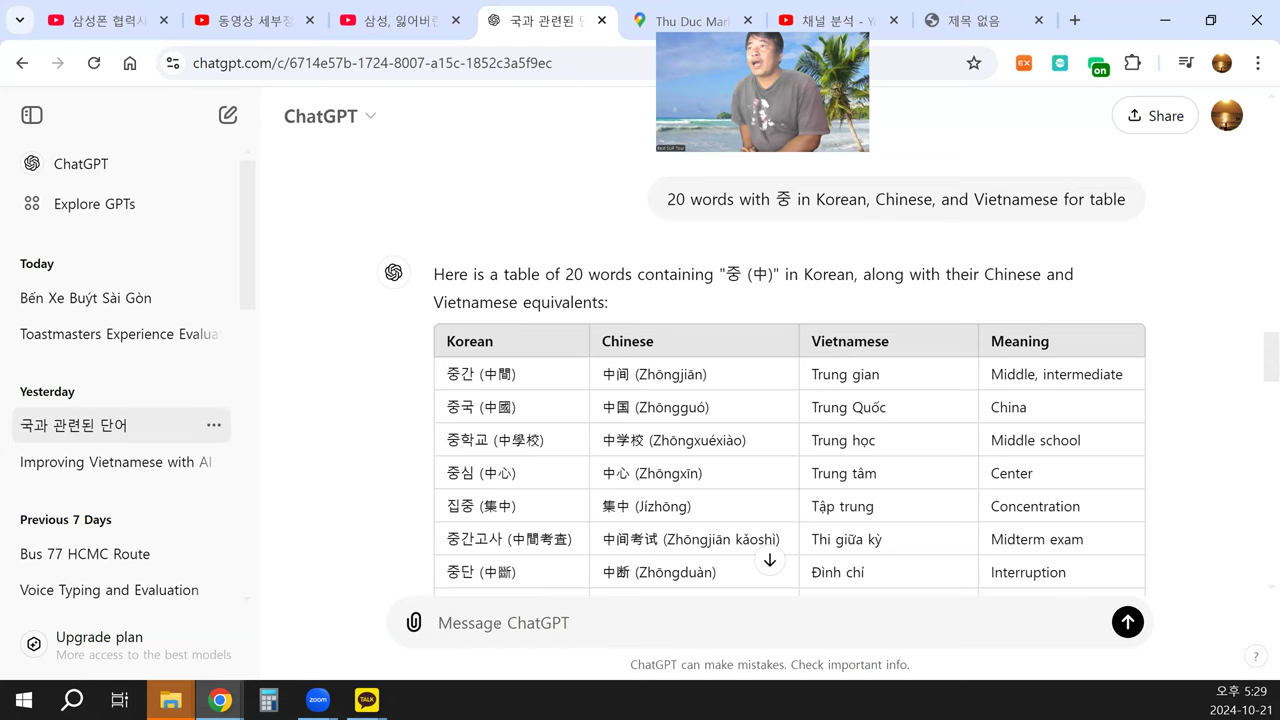 삼성폰 협력사
동영상 세부정
삼성, 잃어버린
국과 관련된 단
Thu Duc Mark
채널 분석 - Y
제목 없음
chatgpt.com/c/6714e57b-1724-8007-a15c-1852c3a5f9ec
EX
on
ChatGPT
Share
ChatGPT
Explore GPTs
Today
Bến Xe Buýt Sài Gòn
Toastmasters Experience Evalua
Yesterday
국과 관련된 단어
Improving Vietnamese with AI
Previous 7 Days
Bus 77 HCMC Route
Voice Typing and Evaluation
Upgrade plan
More access to the best models
20 words with 중 in Korean, Chinese, and Vietnamese for table
Here is a table of 20 words containing "중 (中)" in Korean, along with their Chinese and
Vietnamese equivalents:
Korean Chinese Vietnamese Meaning
중간 (中間) 中间 (Zhōngjiān) Trung gian Middle, intermediate
중국 (中國) 中国 (Zhōngguó) Trung Quốc China
중학교 (中學校) 中学校 (Zhōngxuéxiào) Trung học Middle school
중심 (中心) 中心 (Zhōngxīn) Trung tâm Center
집중 (集中) 集中 (Jízhōng) Tập trung Concentration
중간고사 (中間考査) 中间考试 (Zhōngjiān kǎoshì) Thi giữa kỳ Midterm exam
중단 (中斷) 中断 (Zhōngduàn) Đình chỉ Interruption
Message ChatGPT
ChatGPT can make mistakes. Check important info.
?
zoom
TALK
오후 5:29
2024-10-21